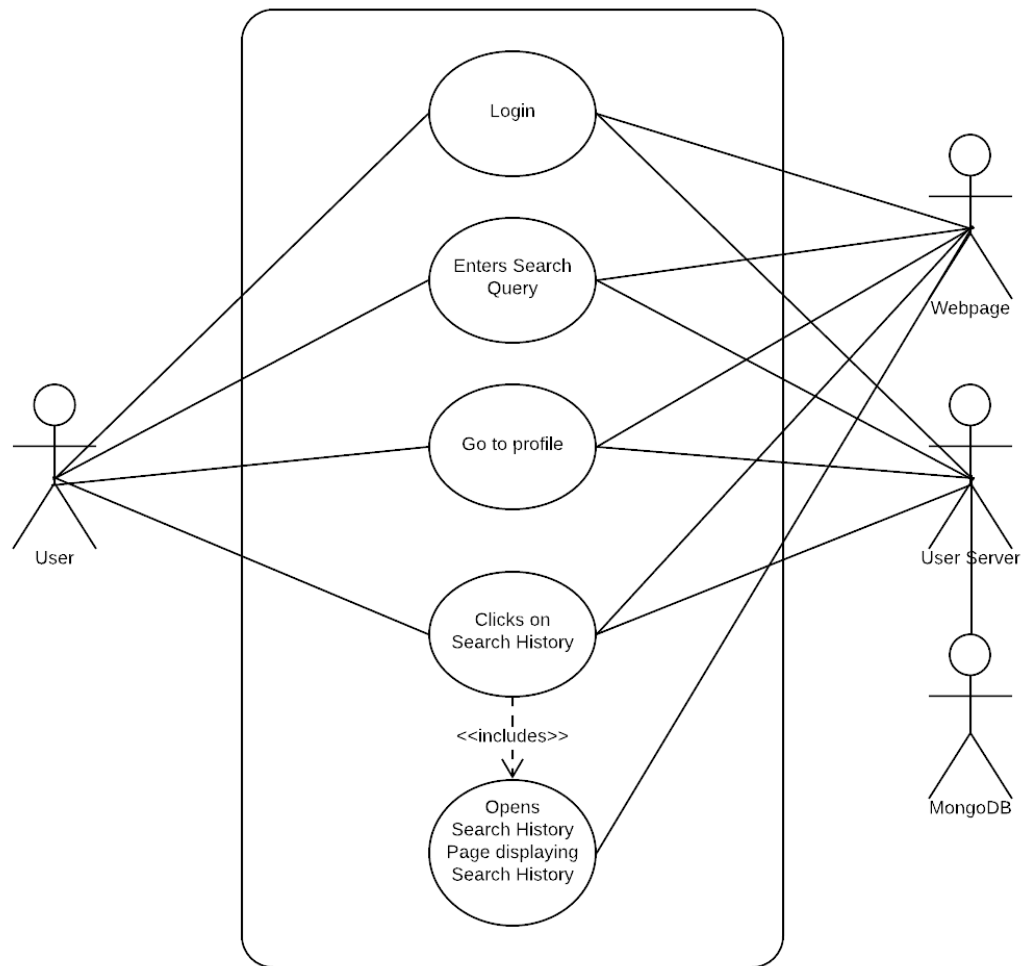 Login
Enters Search
Query
Go to profile
Clicks on
Search History
<<includes>>
Opens
Search History
Page displaying
Search History
User
Webpage
User Server
MongoDB